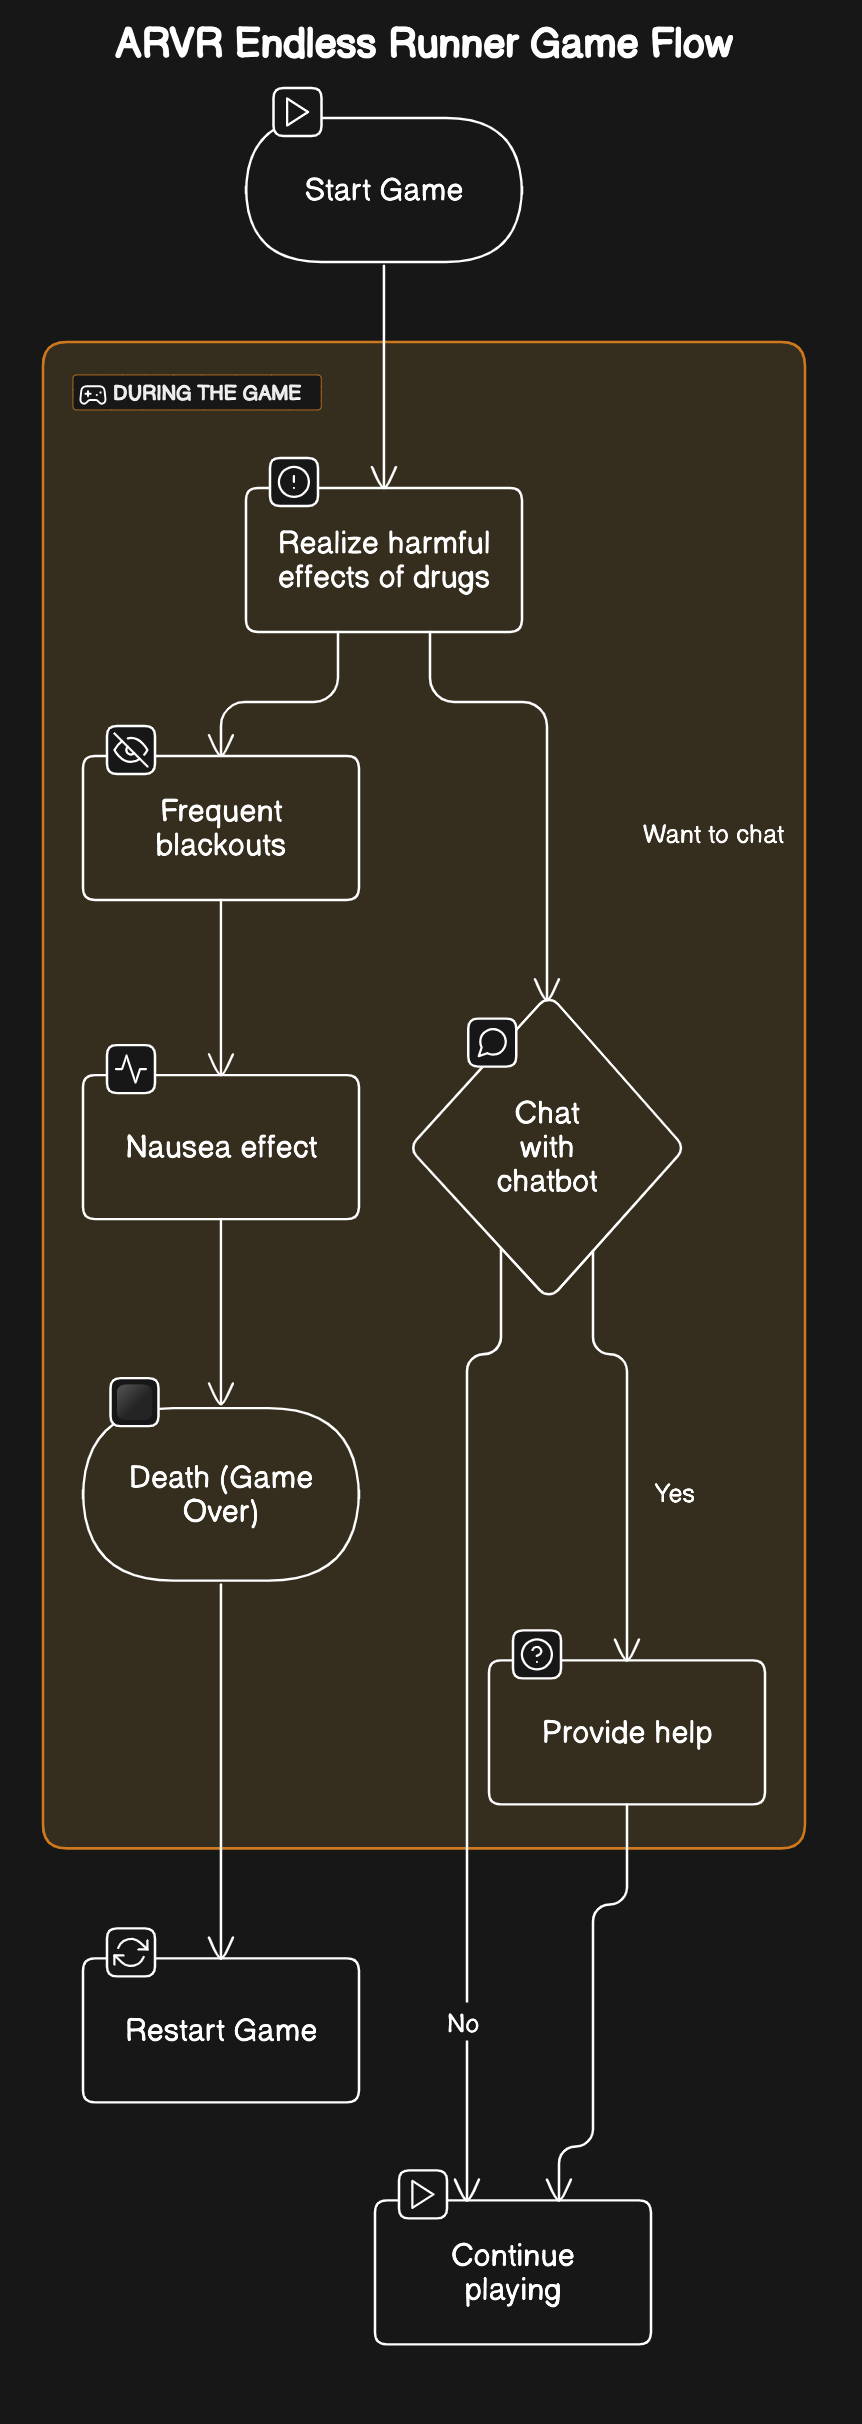 ARVR Endless Runner Game Flow
Start Game
DURING THE GAME
Realize harmful
effects of drugs
Frequent
blackouts
Want to chat
Nausea effect
Chat
with
chatbot
Death (Game
Over)
Yes
Provide help
Restart Game
No
Continue
playing